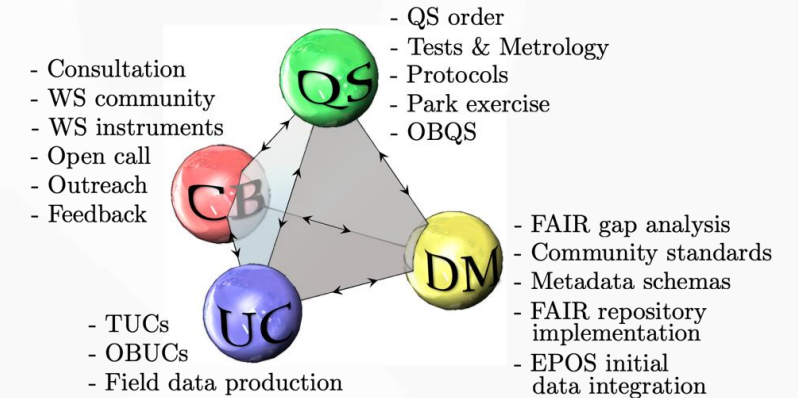 QS
- QS order
- Tests & Metrology
- Protocols
- Park exercise
- OBQS
- Consultation
- WS community
- WS instruments
- Open call
- Outreach
- Feedback
CB
DM
- FAIR gap analysis
- Community standards
- Metadata schemas
- FAIR repository
implementation
- EPOS initial
data integration
UC
- TUCs
- OBUCs
- Field data production